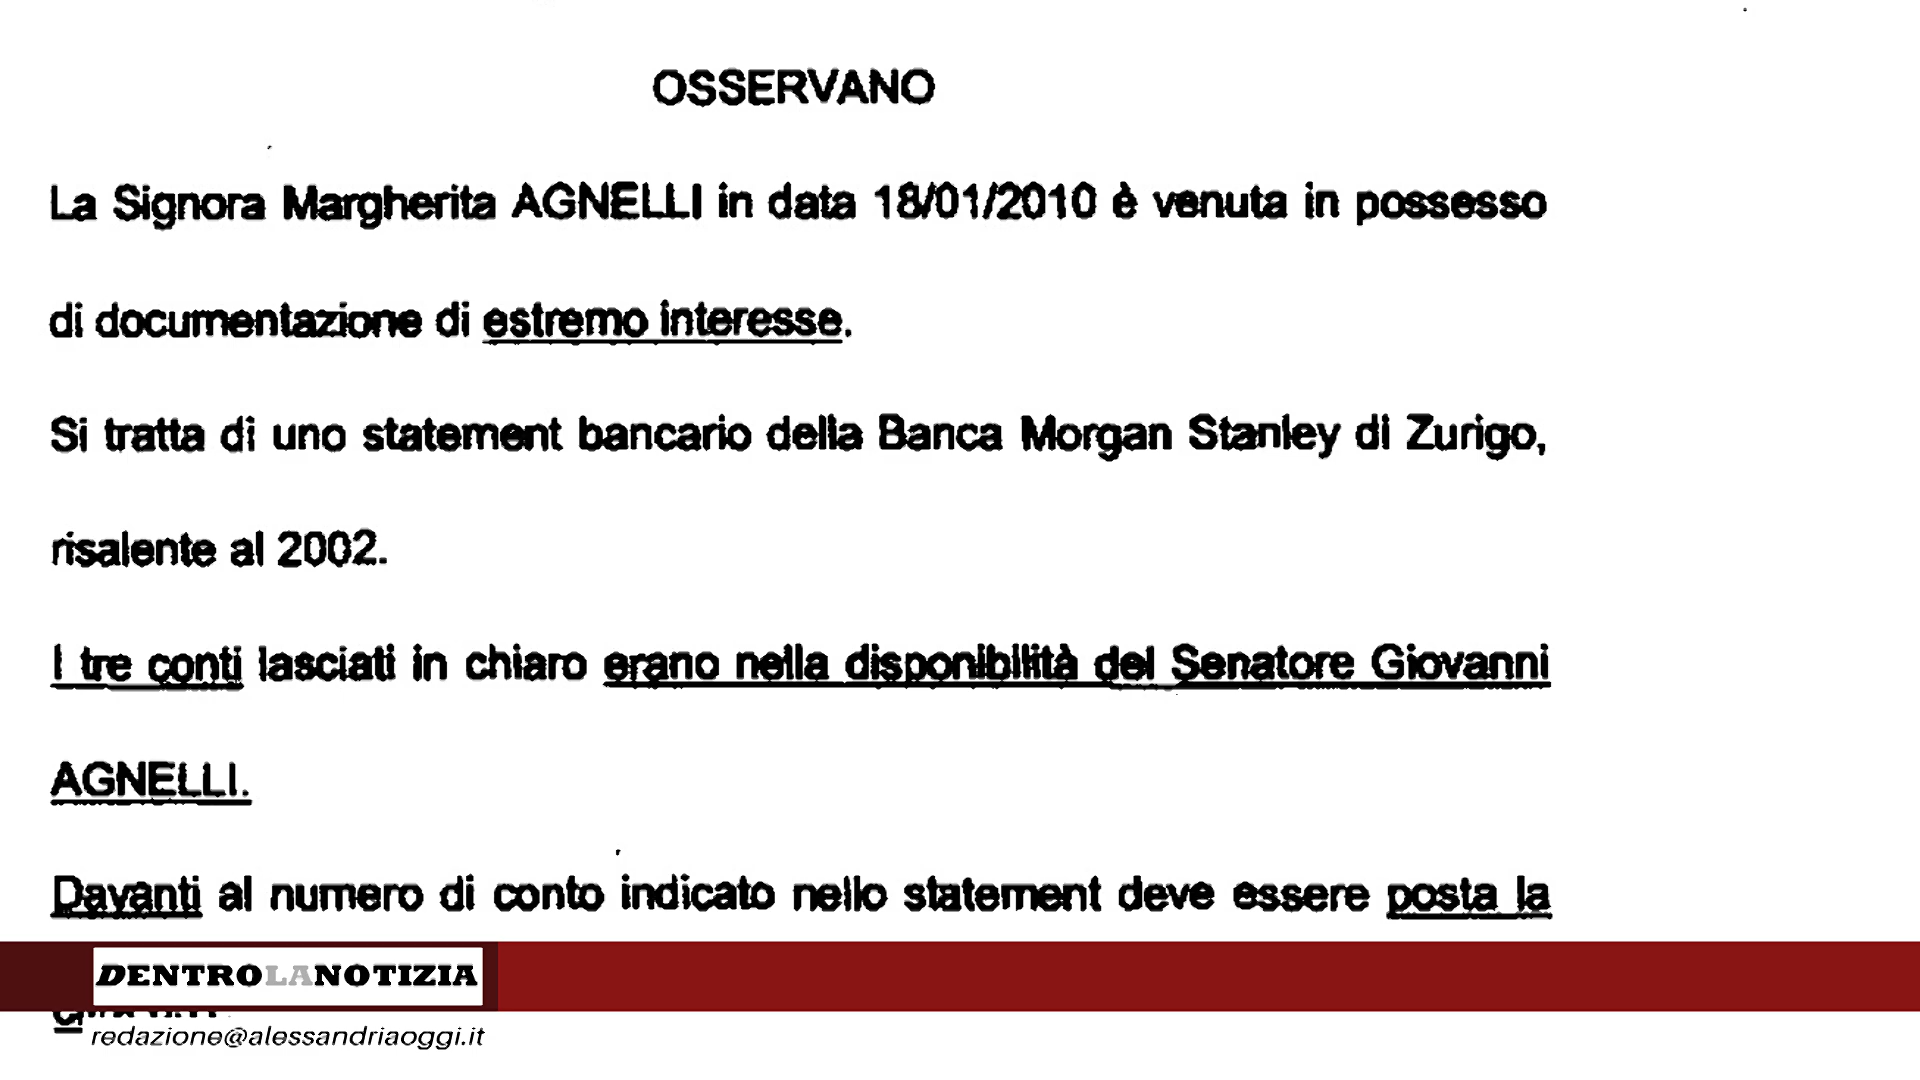 OSSERVANO
La Signora Margherita AGNELLI in data 18/01/2010 è venuta in possesso
di documentazione di estremo interesse.
Si tratta di uno statement bancario della Banca Morgan Stanley di Zurigo,
risalente al 2002.
I tre conti lasciati in chiaro erano nella disponibilità del Senatore Giovanni
AGNELLI.
Davanti al numero di conto indicato nello statement deve essere posta la
DENTROLANOTIZIA
redazione@alessandriaoggi.it